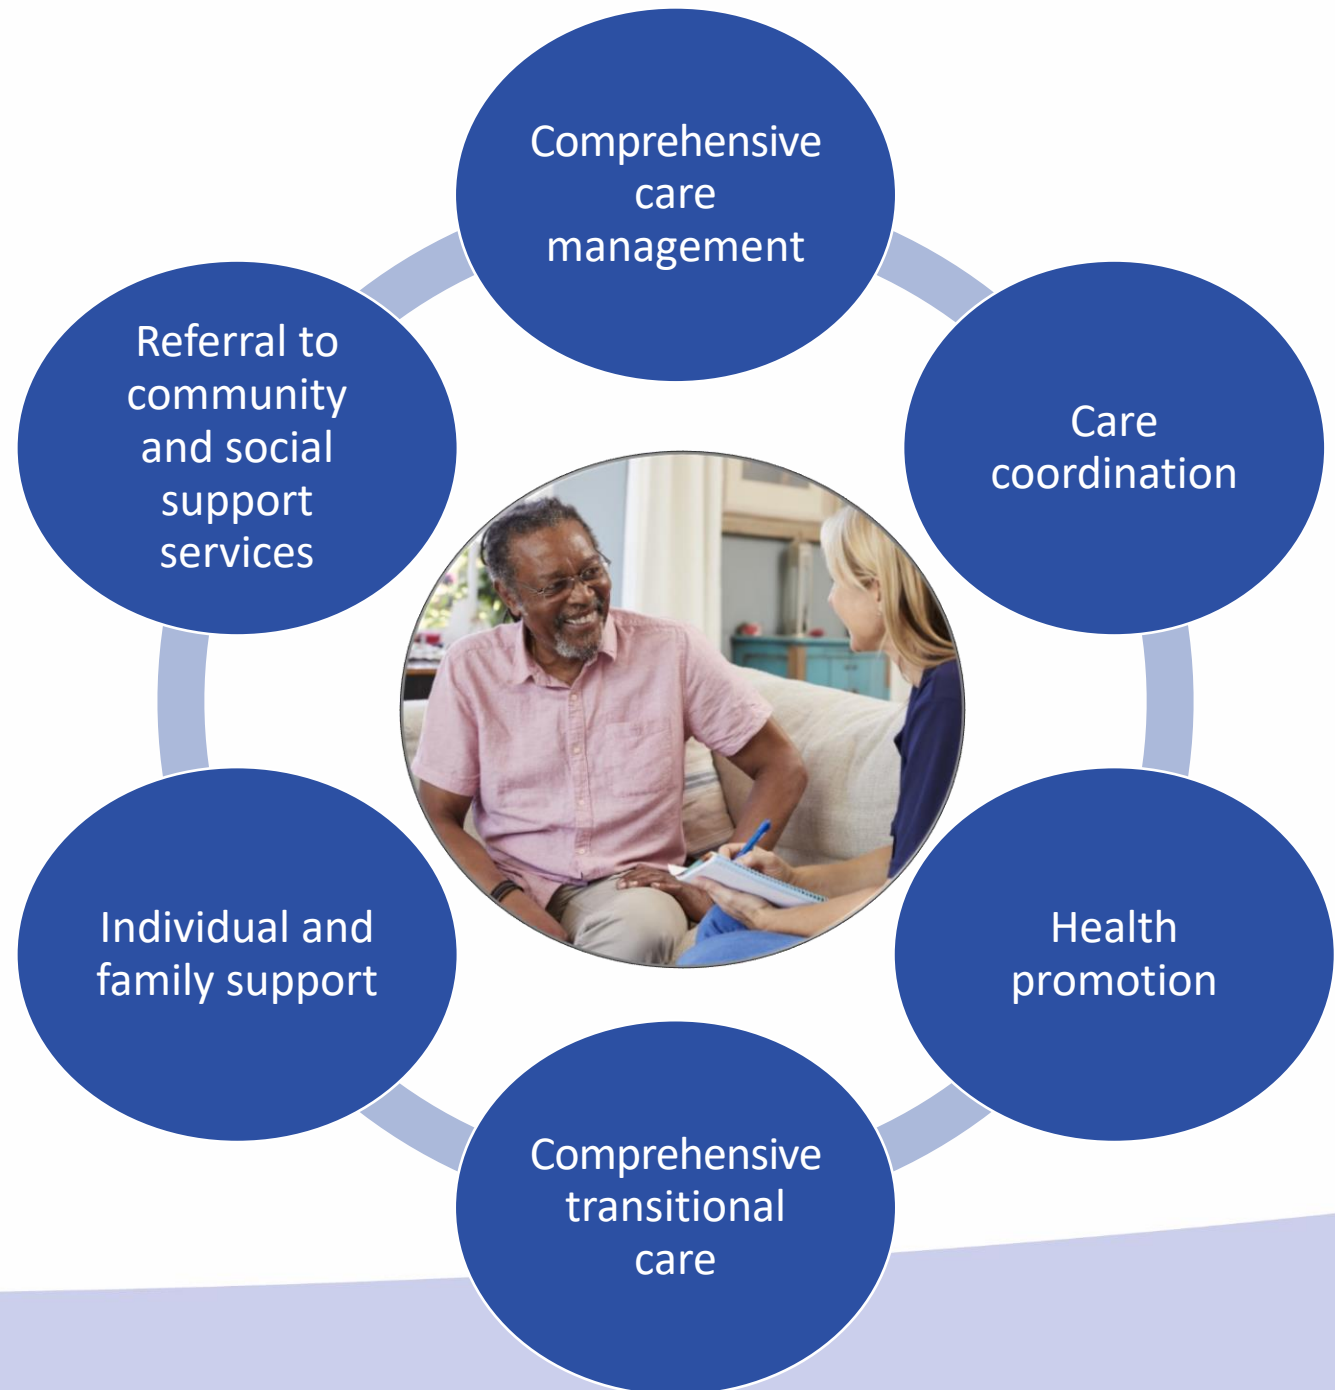 Comprehensive
care
management
Care
coordination
Health
promotion
Comprehensive
transitional
care
Individual and
family support
Referral to
community
and social
support
services